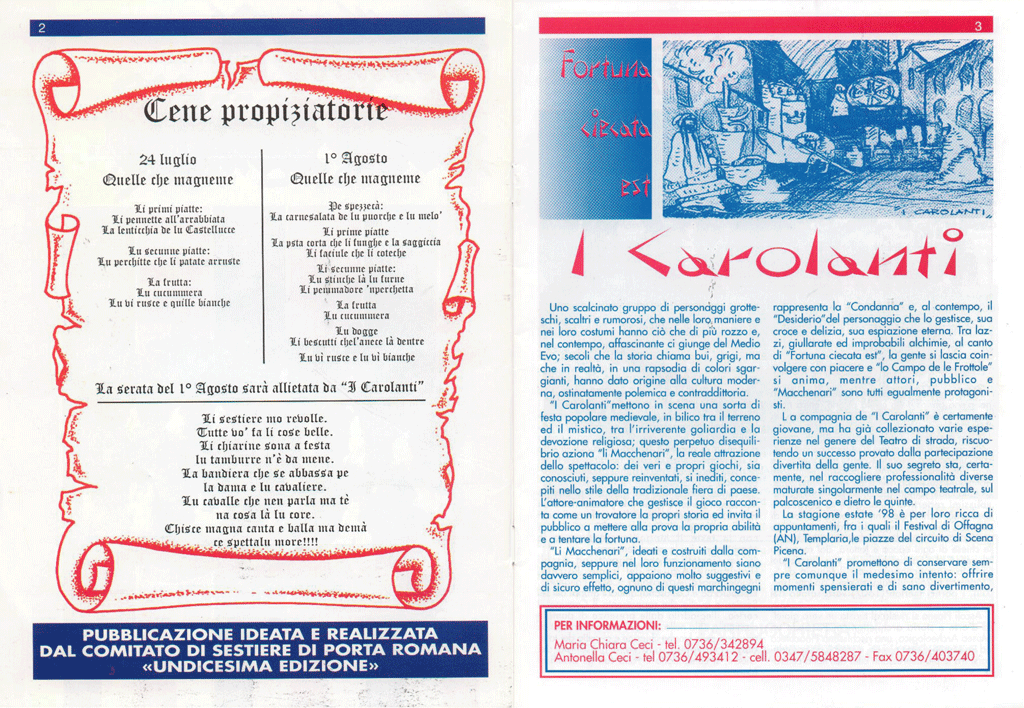 2
Cene propiziatorie
24 luglio
Quelle che magneme
Li primi piatte:
Li pennette all'arrabbiata
La lenticchia de lu Castellucce
Lu secunne piatte:
Lu perchitte che li patate arruste
La frutta:
Lu cucummera
Lu vi rusce e quille bianche
1° Agosto
Quelle che magneme
Pe spezzecà:
La carnesalata de lu puorche e lu melo'
Li prime piatte
La psta corta che li funghe e la saggiccia
Li faciule che li coteche
Li secunne piatte:
Lu stinche là lu furne
Li pemmadore 'nperchetta
La frutta
Lu cucummera
Lu dogge
Li bescutti chel'anece là dentre
Lu vi rusce e lu vi bianche
La serata del 1° Agosto sarà allietata da "I Carolanti"
Li sestiere mo revolle.
Tutte vo' fa li cose belle.
Li chiarine sona a festa
lu tamburre n'è da mene.
La bandiera che se abbassa pe
la dama e lu cavaliere.
Lu cavalle che nen parla ma tè
na cosa là lu core.
Chisce magna canta e balla ma demà
ce spettalu more!!!!
PUBBLICAZIONE IDEATA E REALIZZATA
DAL COMITATO DI SESTIERE DI PORTA ROMANA
«UNDICESIMA EDIZIONE»
3
Fortuna
ciecata
est
"I CAROLANTI"
I Carolanti
Uno scalcinato gruppo di personaggi grotte-
schi, scaltri e rumorosi, che nelle loro maniere e
nei loro costumi hanno ciò che di più rozzo e,
nel contempo, affascinante ci giunge del Medio
Evo; secoli che la storia chiama bui, grigi, ma
che in realtà, in una rapsodia di colori sgar-
gianti, hanno dato origine alla cultura moder-
na, ostinatamente polemica e contraddittoria.
"I Carolanti"mettono in scena una sorta di
festa popolare medievale, in bilico tra il terreno
ed il mistico, tra l'irriverente goliardia e la
devozione religiosa; questo perpetuo disequili-
brio aziona "li Macchenari", la reale attrazione
dello spettacolo: dei veri e propri giochi, sia
conosciuti, seppure reinventati, si inediti, conce-
piti nello stile della tradizionale fiera di paese.
L'attore-animatore che gestisce il gioco raccon-
ta come un trovatore la propri storia ed invita il
pubblico a mettere alla prova la propria abilità
e a tentare la fortuna.
"Li Macchenari", ideati e costruiti dalla com-
pagnia, seppure nel loro funzionamento siano
davvero semplici, appaiono molto suggestivi e
di sicuro effetto, ognuno di questi marchingegni
rappresenta la "Condanna" e, al contempo, il
"Desiderio"del personaggio che lo gestisce, sua
croce e delizia, sua espiazione eterna. Tra laz-
zi, giullarate ed improbabili alchimie, al canto
di "Fortuna ciecata est", la gente si lascia coin-
volgere con piacere e "lo Campo de le Frottole"
si anima, mentre attori, pubblico e
"Macchenari" sono tutti egualmente protagoni-
sti.
La compagnia de "I Carolanti" è certamente
giovane, ma ha già collezionato varie espe-
rienze nel genere del Teatro di strada, riscuo-
tendo un successo provato dalla partecipazione
divertita della gente. Il suo segreto sta, certa-
mente, nel raccogliere professionalità diverse
maturate singolarmente nel campo teatrale, sul
palcoscenico e dietro le quinte.
La stagione estate '98 è per loro ricca di
appuntamenti, fra i quali il Festival di Offagna
(AN), Templaria,le piazze del circuito di Scena
Picena.
"I Carolanti" promettono di conservare sem-
pre comunque il medesimo intento: offrire
momenti spensierati e di sano divertimento,
PER INFORMAZIONI:
Maria Chiara Ceci - tel. 0736/342894
Antonella Ceci - tel 0736/493412 - cell. 0347/5848287 - Fax 0736/403740